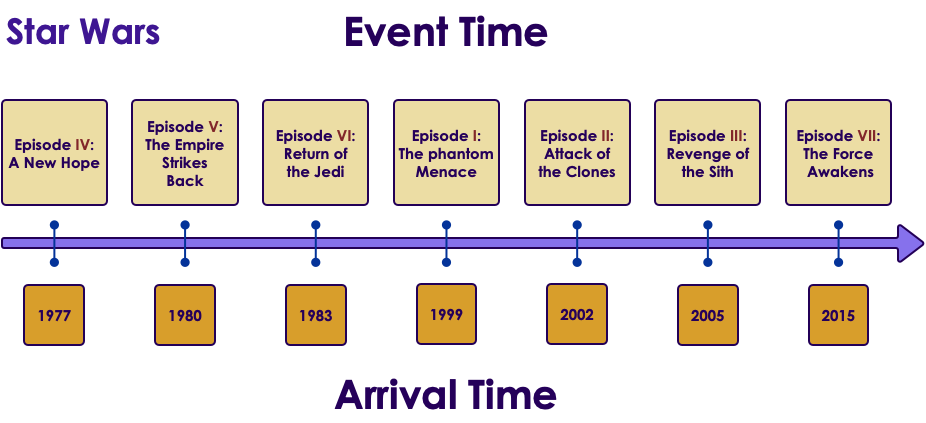 Star Wars
Event Time
Episode IV:
A New Hope
Episode V:
The Empire
Strikes
Back
Episode VI:
Return of
the Jedi
Episode I:
The phantom
Menace
Episode II:
Attack of
the Clones
Episode III:
Revenge of
the Sith
Episode VII:
The Force
Awakens
1977
1980
1983
1999
2002
2005
2015
Arrival Time